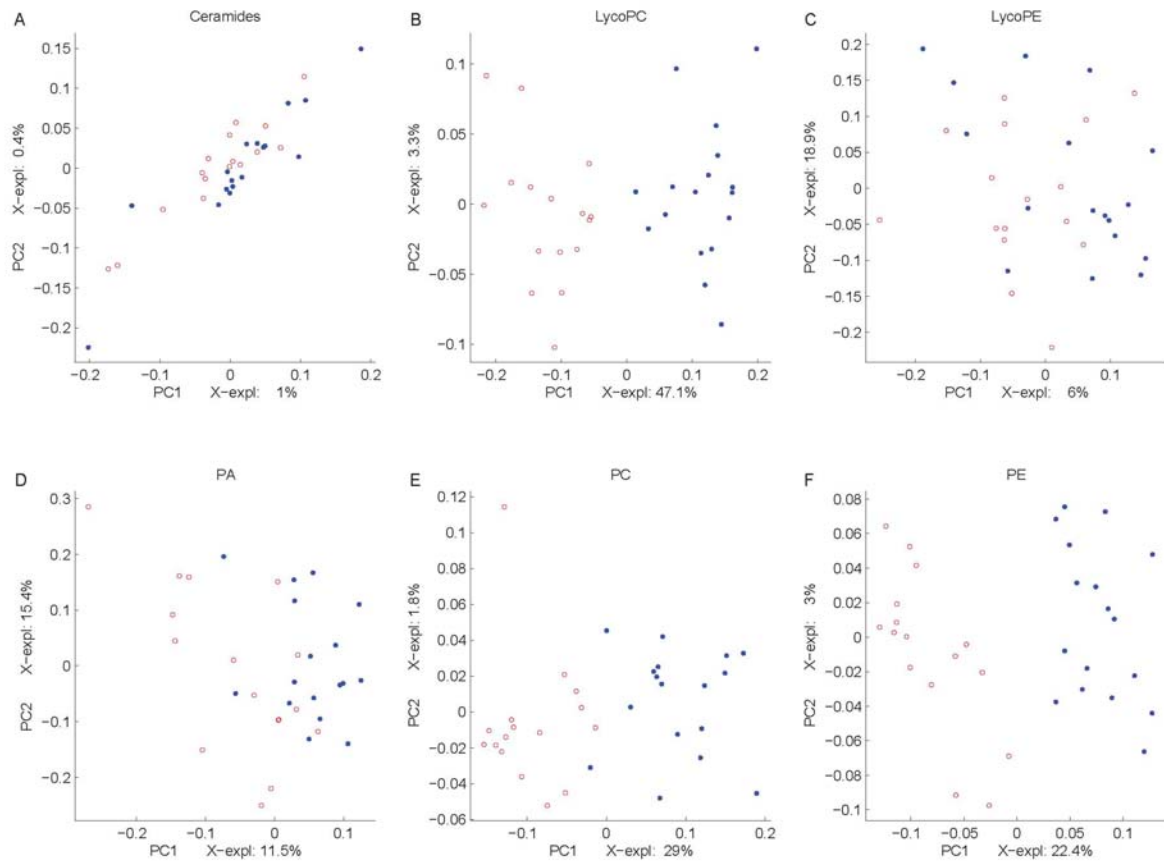 A Ceramides
0.15
0.1
0.05
0
−0.05
−0.1
−0.15
−0.2
PC2 X−expl: 0.4%
−0.2 −0.1 0 0.1 0.2
PC1 X−expl: 1%
B LycoPC
0.1
0.05
0
−0.05
−0.1
PC2 X−expl: 3.3%
−0.2 −0.1 0 0.1 0.2
PC1 X−expl: 47.1%
C LycoPE
0.2
0.15
0.1
0.05
0
−0.05
−0.1
−0.15
−0.2
PC2 X−expl: 18.9%
−0.2 −0.1 0 0.1
PC1 X−expl: 6%
D PA
0.3
0.2
0.1
0
−0.1
−0.2
PC2 X−expl: 15.4%
−0.2 −0.1 0 0.1
PC1 X−expl: 11.5%
E PC
0.12
0.1
0.08
0.06
0.04
0.02
0
−0.02
−0.04
−0.06
PC2 X−expl: 1.8%
−0.1 0 0.1 0.2
PC1 X−expl: 29%
F PE
0.08
0.06
0.04
0.02
0
−0.02
−0.04
−0.06
−0.08
−0.1
PC2 X−expl: 3%
−0.1 −0.05 0 0.05 0.1
PC1 X−expl: 22.4%